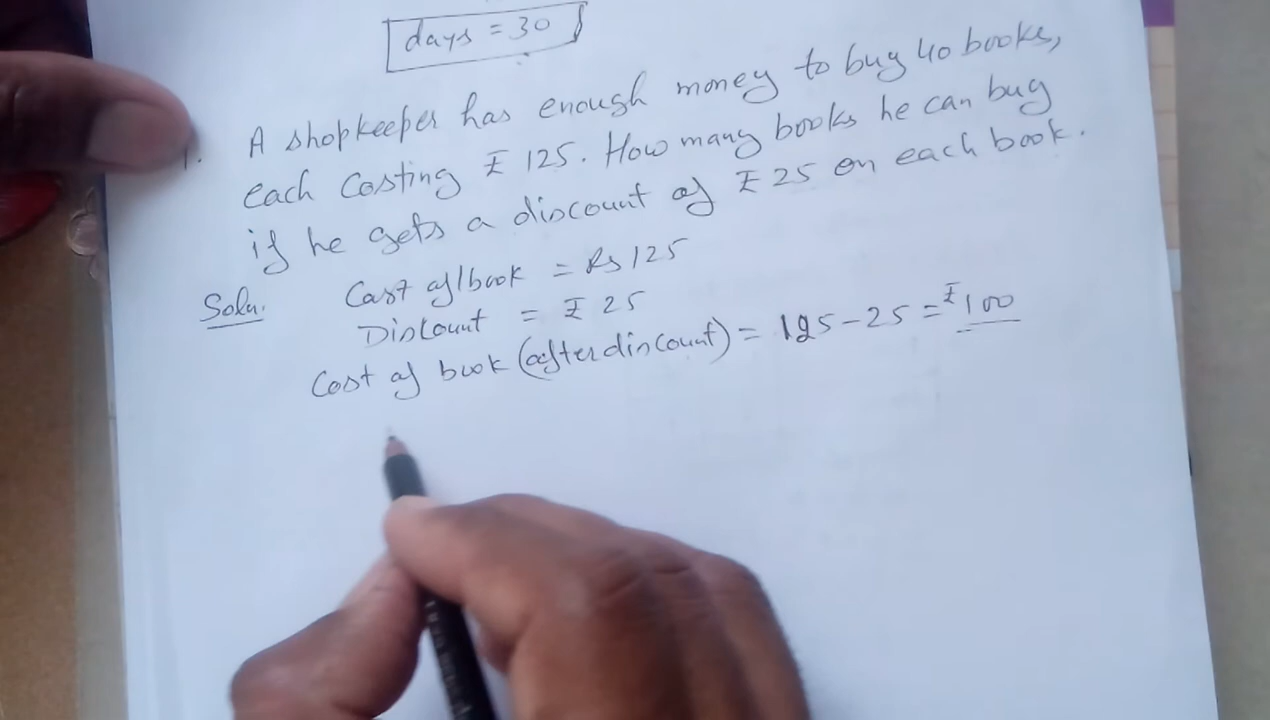 days = 30
1. A shopkeeper has enough money to buy 40 books,
each Costing ₹ 125. How many books he can buy
if he gets a discount of ₹ 25 on each book.
Soln. Cost of 1 book = Rs 125
Discount = ₹ 25
Cost of book (after discount) = 125 - 25 = ₹100